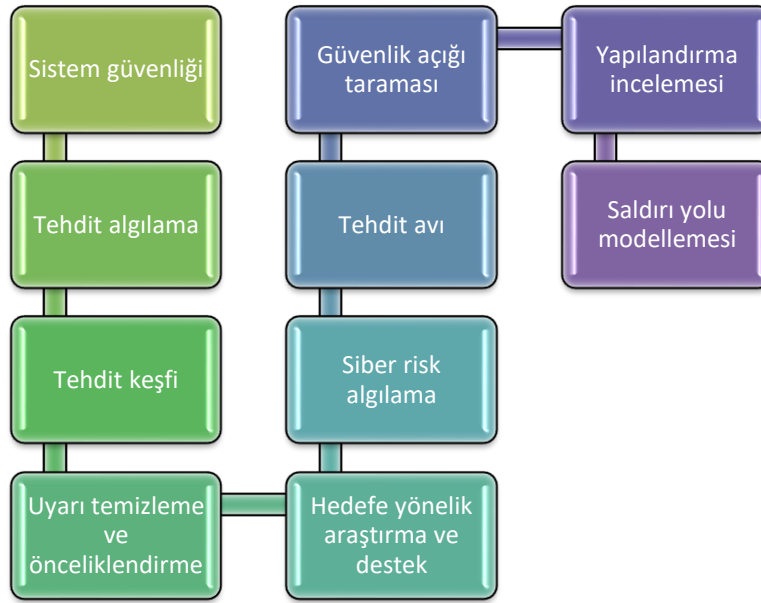 Sistem güvenliği
Tehdit algılama
Tehdit keşfi
Uyarı temizleme
ve
önceliklendirme
Hedefe yönelik
araştırma ve
destek
Siber risk
algılama
Tehdit avı
Güvenlik açığı
taraması
Yapılandırma
incelemesi
Saldırı yolu
modellemesi